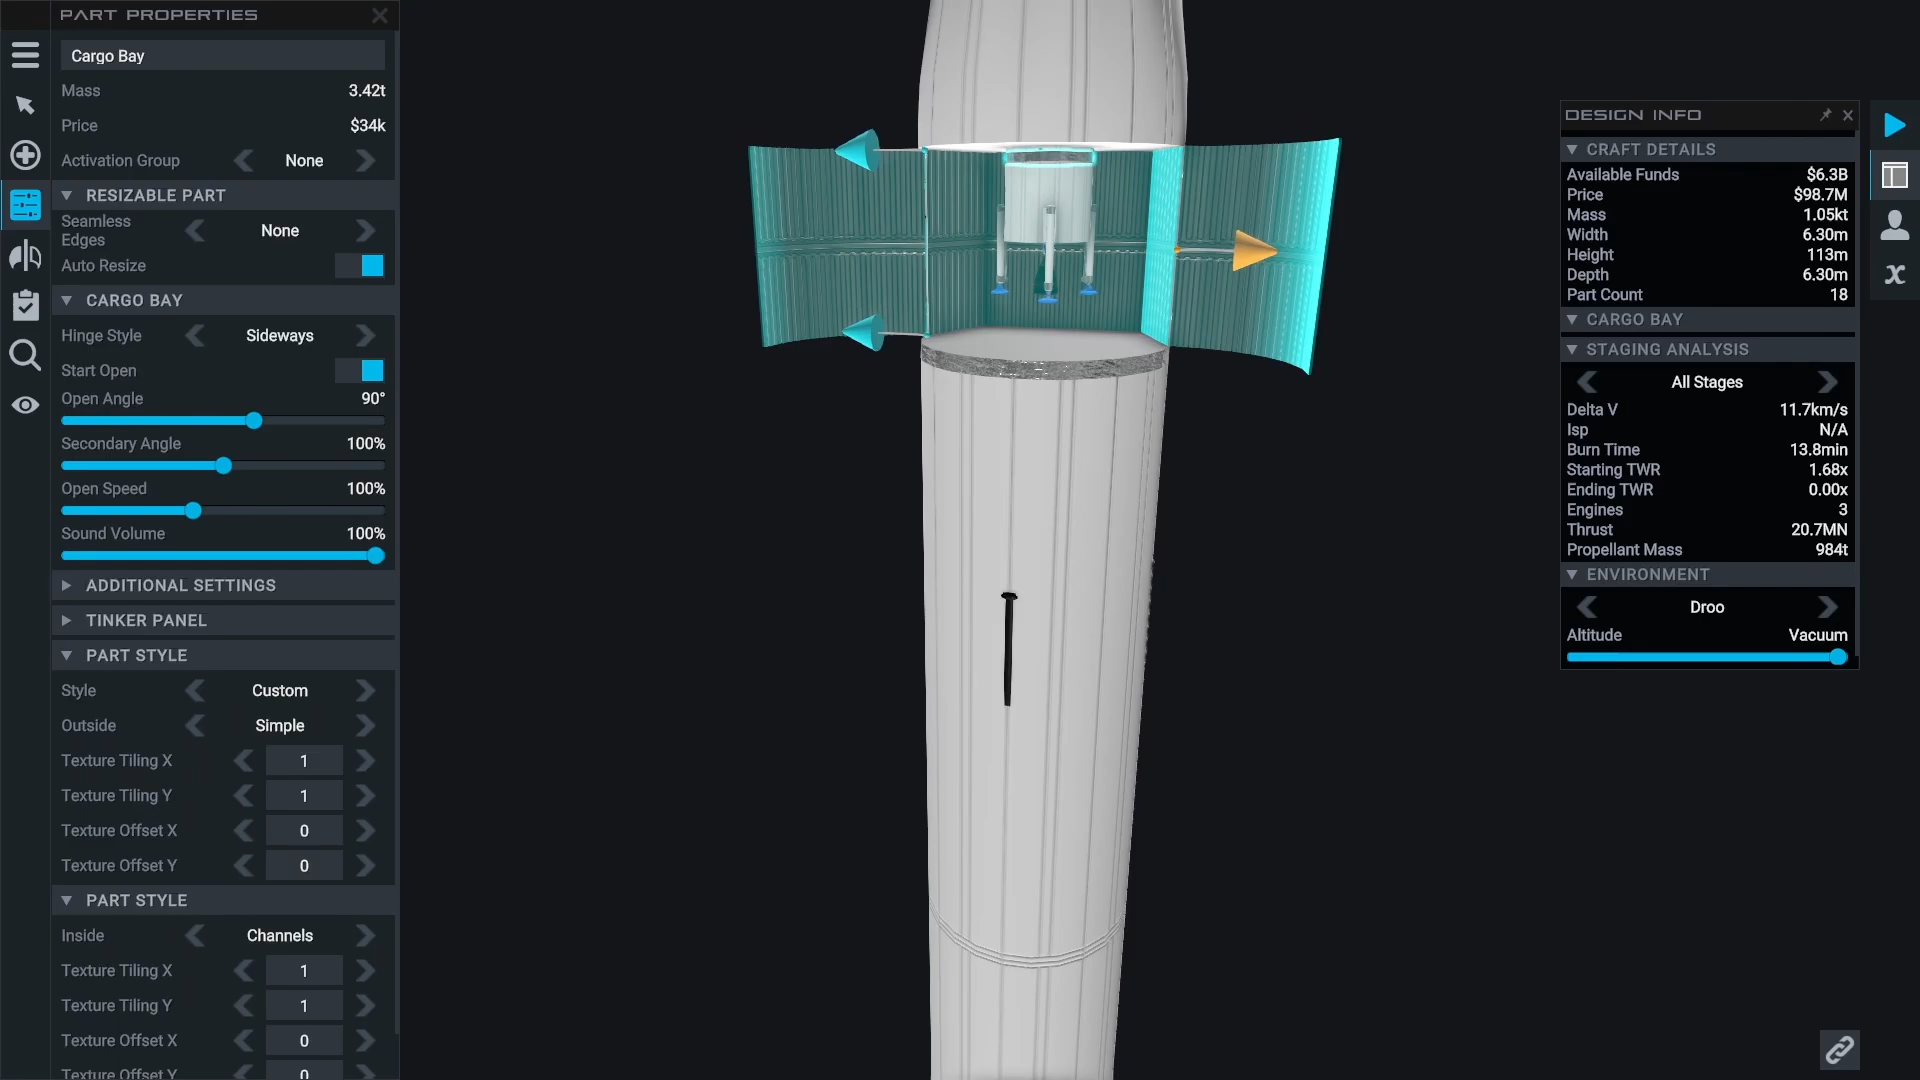 PART PROPERTIES
Cargo Bay
Mass 3.42t
Price $34k
Activation Group None
RESIZABLE PART
Seamless Edges None
Auto Resize
CARGO BAY
Hinge Style Sideways
Start Open
Open Angle 90°
Secondary Angle 100%
Open Speed 100%
Sound Volume 100%
ADDITIONAL SETTINGS
TINKER PANEL
PART STYLE
Style Custom
Outside Simple
Texture Tiling X 1
Texture Tiling Y 1
Texture Offset X 0
Texture Offset Y 0
PART STYLE
Inside Channels
Texture Tiling X 1
Texture Tiling Y 1
Texture Offset X 0
Texture Offset Y 0
DESIGN INFO
CRAFT DETAILS
Available Funds $6.3B
Price $98.7M
Mass 1.05kt
Width 6.30m
Height 113m
Depth 6.30m
Part Count 18
CARGO BAY
STAGING ANALYSIS
All Stages
Delta V 11.7km/s
Isp N/A
Burn Time 13.8min
Starting TWR 1.68x
Ending TWR 0.00x
Engines 3
Thrust 20.7MN
Propellant Mass 984t
ENVIRONMENT
Droo
Altitude Vacuum